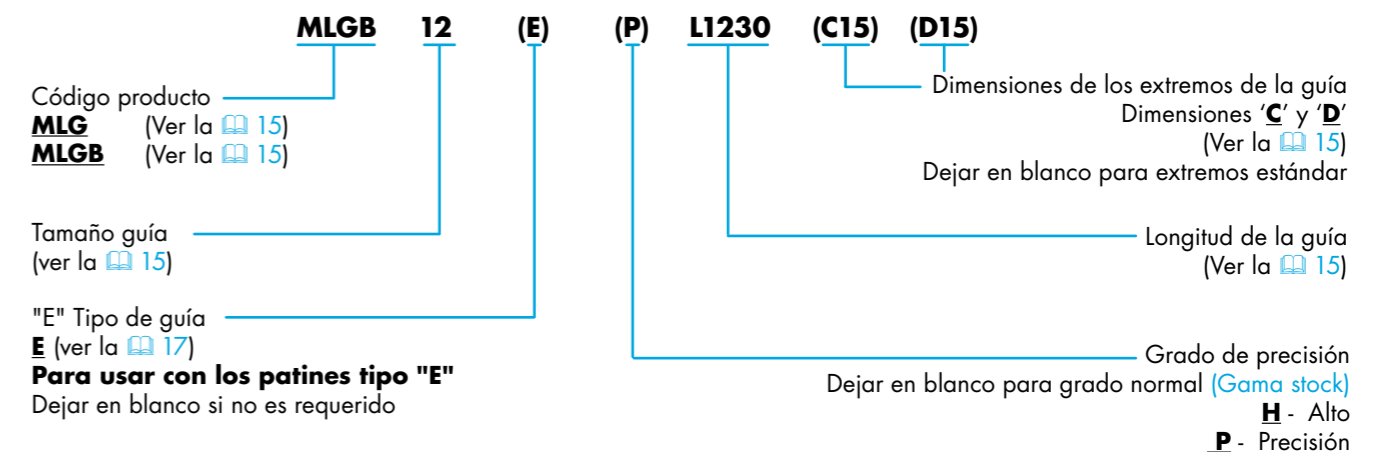 MLGB 12 (E) (P) L1230 (C15) (D15)
Código producto
MLG (Ver la 15)
MLGB (Ver la 15)
Tamaño guía
(ver la 15)
"E" Tipo de guía
E (ver la 17)
Para usar con los patines tipo "E"
Dejar en blanco si no es requerido
Dimensiones de los extremos de la guía
Dimensiones ‘C’ y ‘D’
(Ver la 15)
Dejar en blanco para extremos estándar
Longitud de la guía
(Ver la 15)
Grado de precisión
Dejar en blanco para grado normal (Gama stock)
H - Alto
P - Precisión